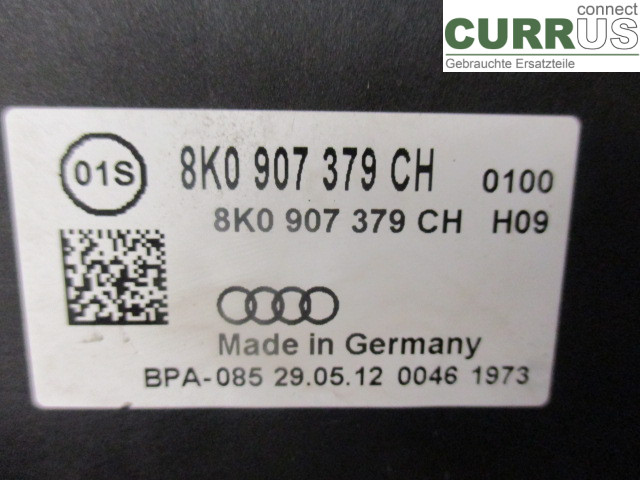 connect
CURRUS
Gebrauchte Ersatzteile
01S 8K0 907 379 CH 0100
8K0 907 379 CH H09
Made in Germany
BPA-085 29.05.12 0046 1973